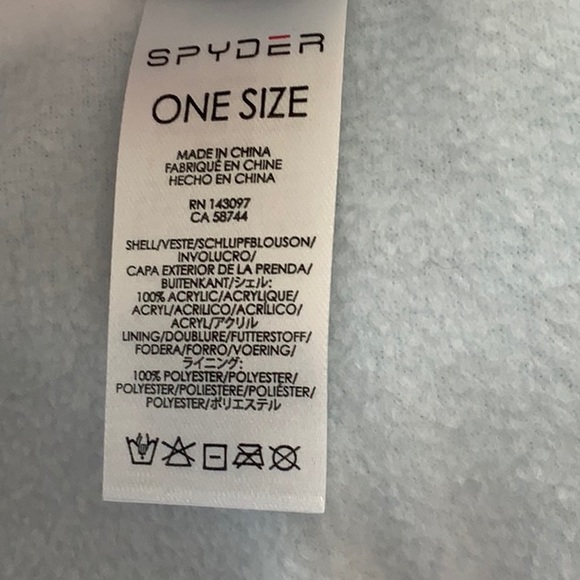 SPYDER
ONE SIZE
MADE IN CHINA
FABRIQUÉ EN CHINE
HECHO EN CHINA
RN 143097
CA 58744
SHELL/VESTE/SCHLUPFBLOUSON/
INVOLUCRO/
CAPA EXTERIOR DE LA PRENDA/
BUITENKANT/シェル:
100% ACRYLIC/ACRYLIQUE/
ACRYL/ACRILICO/ACRÍLICO/
ACRYL/アクリル
LINING/DOUBLURE/FUTTERSTOFF/
FODERA/FORRO/VOERING/
ライニング:
100% POLYESTER/POLYESTER/
POLYESTER/POLIESTERE/POLIÉSTER/
POLYESTER/ポリエステル